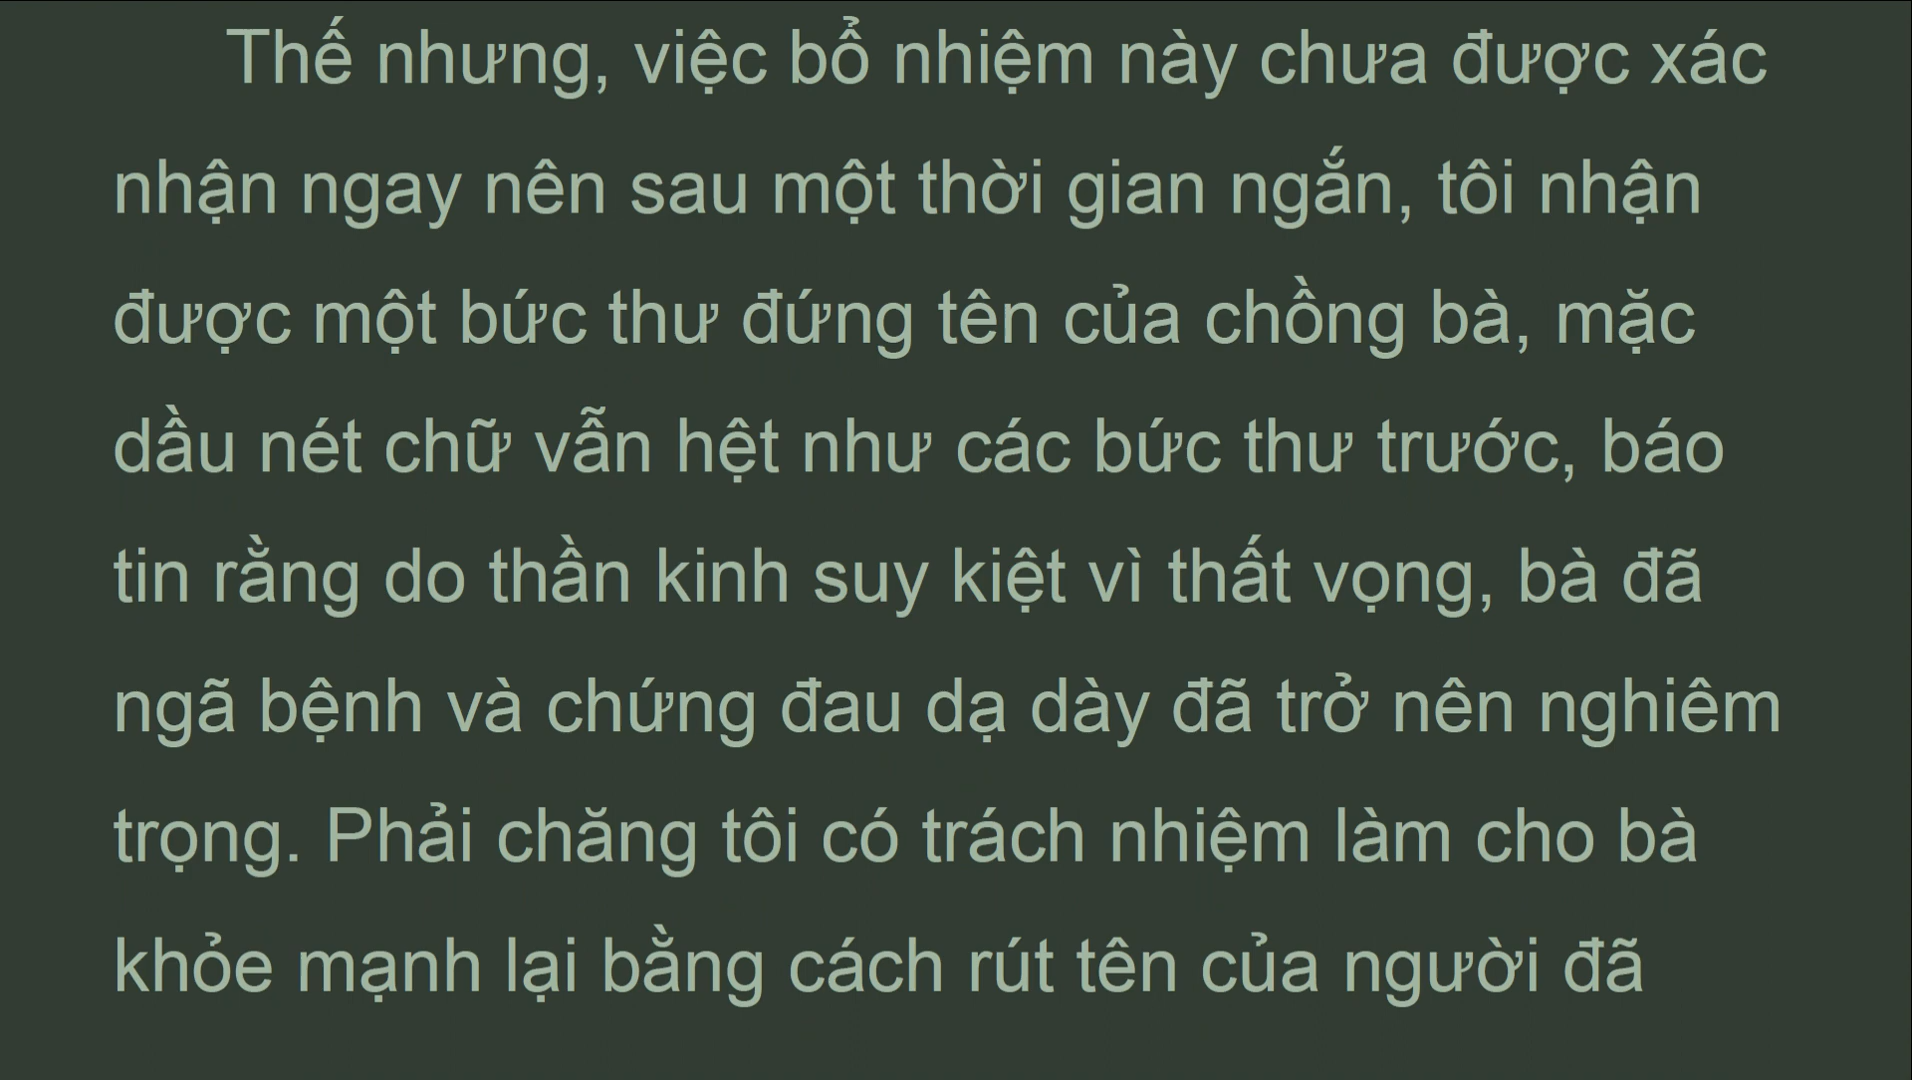 Thế nhưng, việc bổ nhiệm này chưa được xác
nhận ngay nên sau một thời gian ngắn, tôi nhận
được một bức thư đứng tên của chồng bà, mặc
dầu nét chữ vẫn hệt như các bức thư trước, báo
tin rằng do thần kinh suy kiệt vì thất vọng, bà đã
ngã bệnh và chứng đau dạ dày đã trở nên nghiêm
trọng. Phải chăng tôi có trách nhiệm làm cho bà
khỏe mạnh lại bằng cách rút tên của người đã